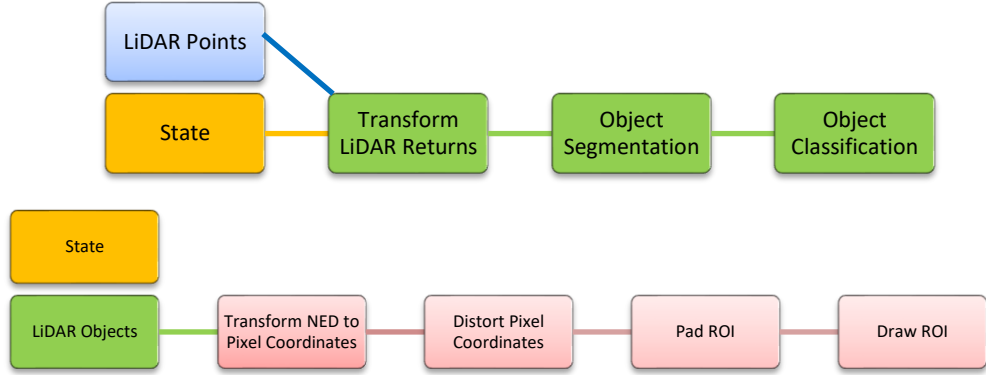 LiDAR Points
State
Transform
LiDAR Returns
Object
Segmentation
Object
Classification
State
LiDAR Objects
Transform NED to
Pixel Coordinates
Distort Pixel
Coordinates
Pad ROI
Draw ROI